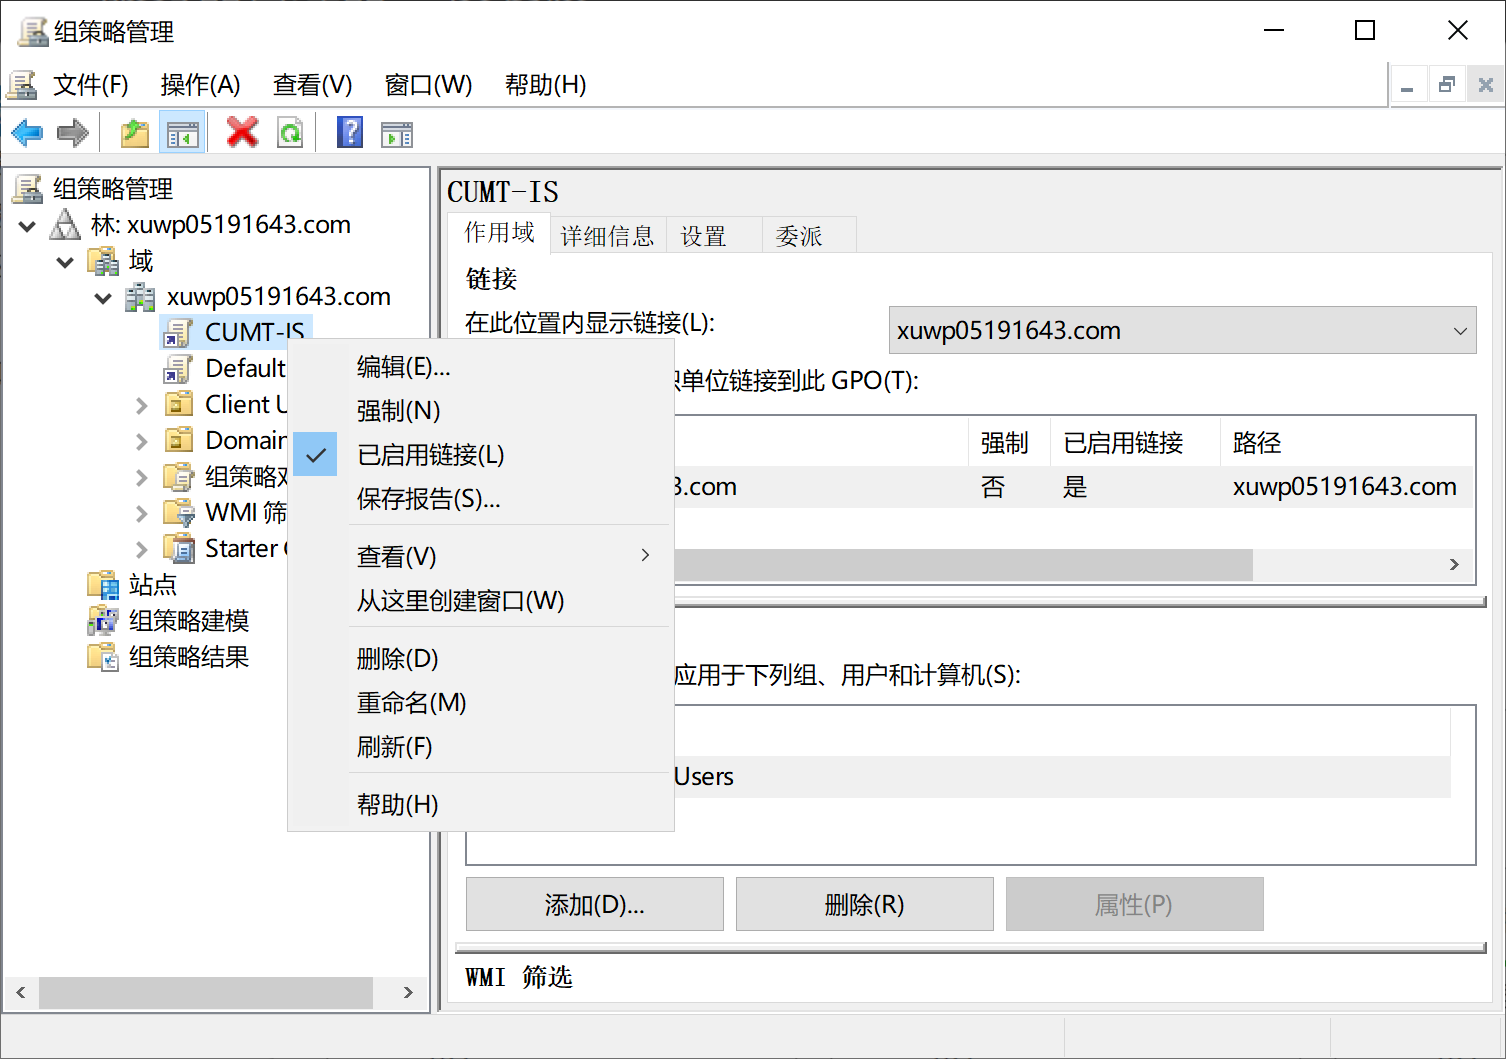 组策略管理
文件(F) 操作(A) 查看(V) 窗口(W) 帮助(H)
组策略管理
林: xuwp05191643.com
域
xuwp05191643.com
CUMT-IS
Default
Client
Domain
组策略
WMI 筛
Starter
站点
组策略建模
组策略结果
编辑(E)...
强制(N)
已启用链接(L)
保存报告(S)...
查看(V)
从这里创建窗口(W)
删除(D)
重命名(M)
刷新(F)
帮助(H)
CUMT-IS
作用域 详细信息 设置 委派
链接
在此位置内显示链接(L):
xuwp05191643.com
单位链接到此 GPO(T):
强制 已启用链接 路径
.com 否 是 xuwp05191643.com
应用于下列组、用户和计算机(S):
Users
添加(D)... 删除(R) 属性(P)
WMI 筛选